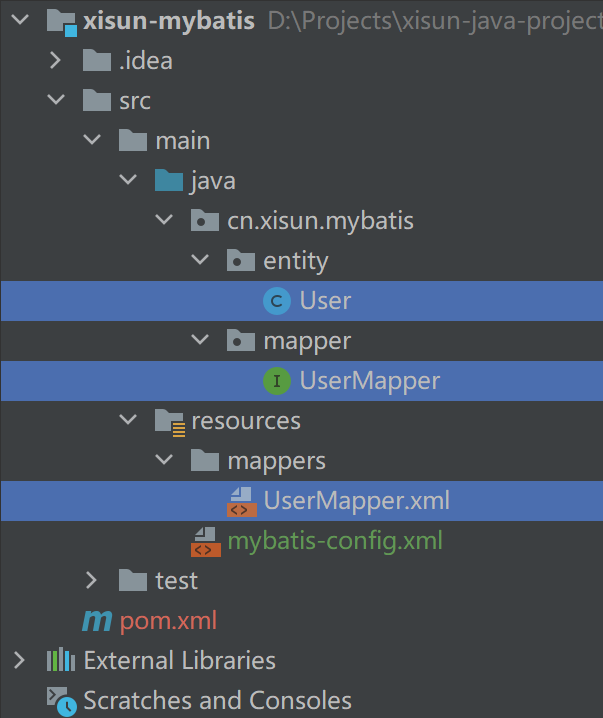 xisun-mybatis D:\Projects\xisun-java-project
.idea
src
main
java
cn.xisun.mybatis
entity
C User
mapper
I UserMapper
resources
mappers
<> UserMapper.xml
<> mybatis-config.xml
test
m pom.xml
External Libraries
Scratches and Consoles